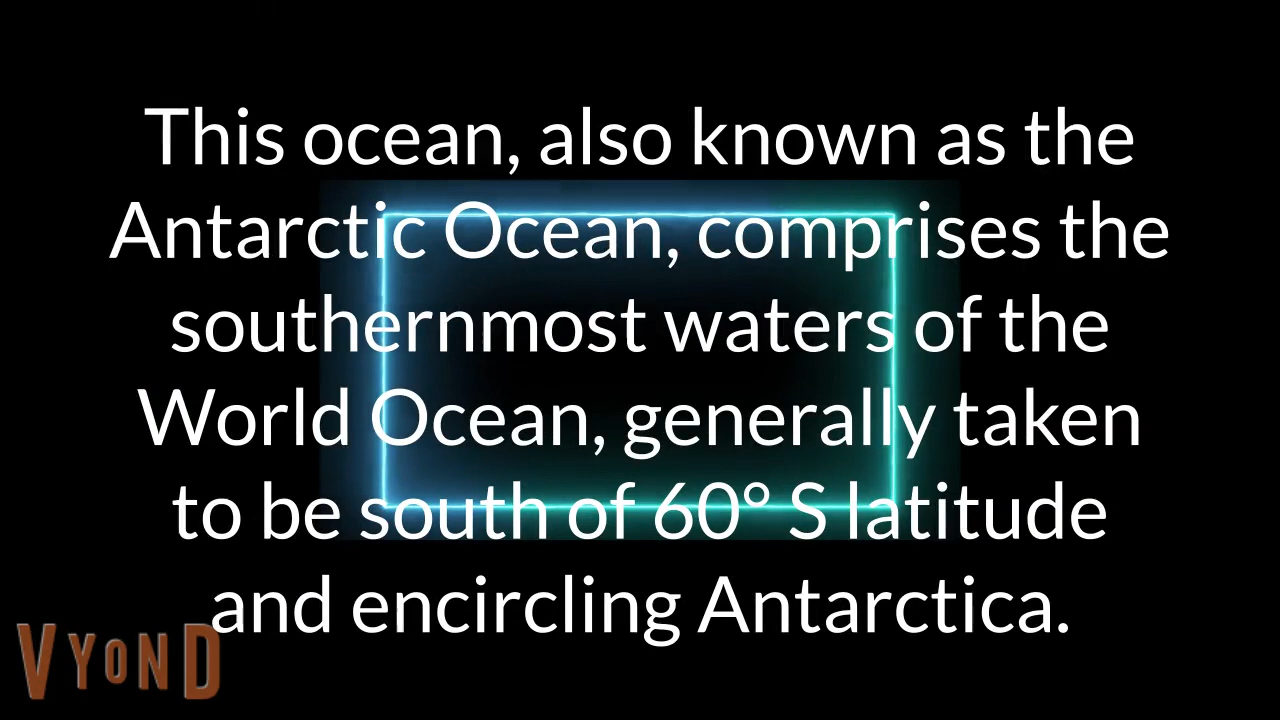 This ocean, also known as the
Antarctic Ocean, comprises the
southernmost waters of the
World Ocean, generally taken
to be south of 60° S latitude
and encircling Antarctica.
VYOND